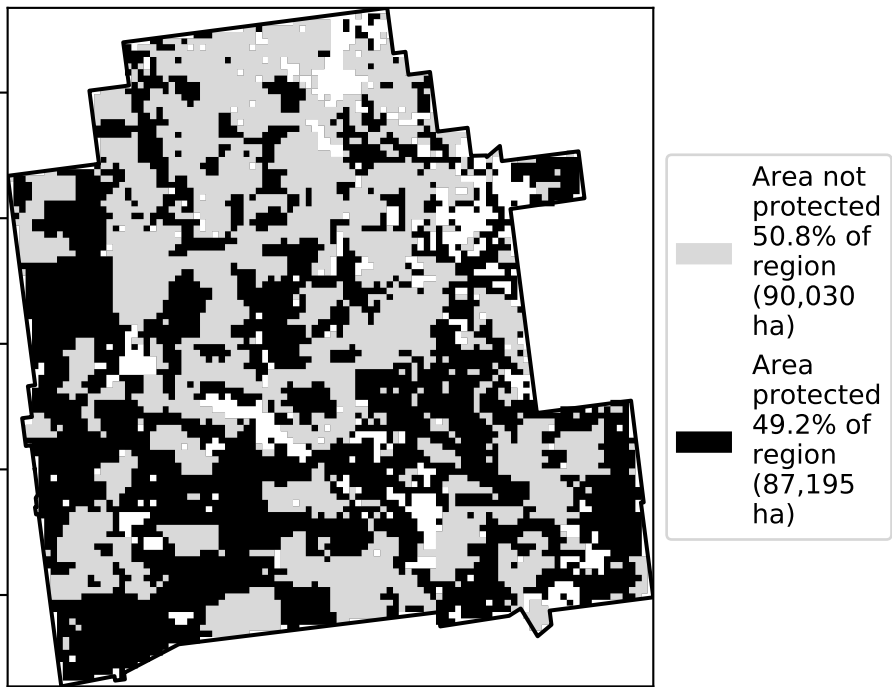 Area not
protected
50.8% of
region
(90,030
ha)
Area
protected
49.2% of
region
(87,195
ha)